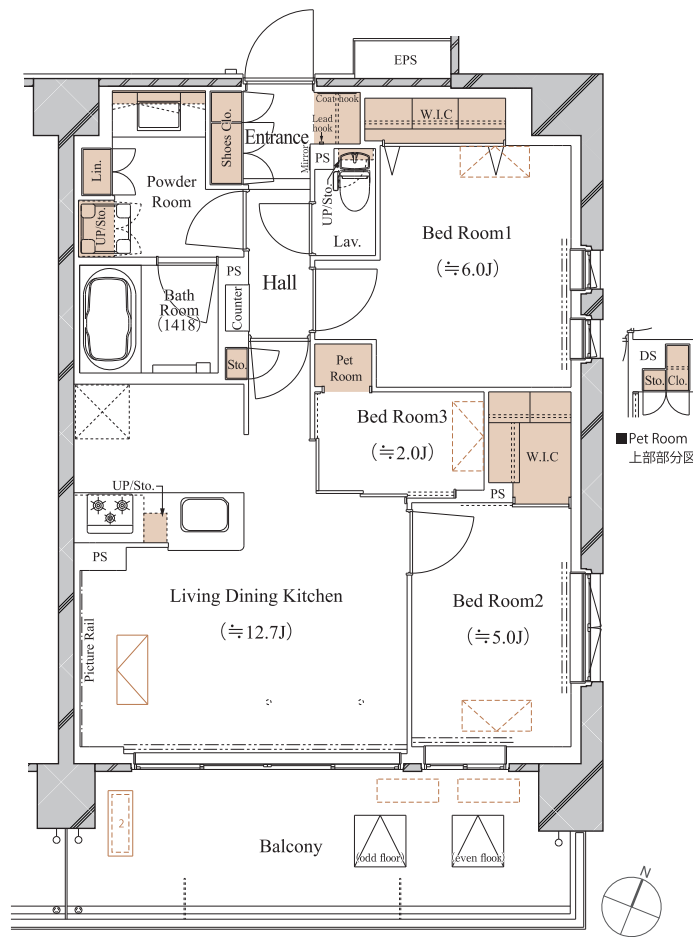 EPS
Coat hook
W.I.C
Lead
hook
Entrance
Shoes Clo.
Mirror
PS
Lin.
Powder
Room
UP/Sto.
UP/Sto.
Lav.
Bed Room1
(≒6.0J)
Hall
PS
Counter
Bath
Room
(1418)
Sto.
Pet
Room
DS
Sto.
Clo.
■Pet Room
上部部分図
Bed Room3
(≒2.0J)
W.I.C
PS
UP/Sto.
PS
Living Dining Kitchen
(≒12.7J)
Picture Rail
Bed Room2
(≒5.0J)
2
Balcony
(odd floor)
(even floor)
N